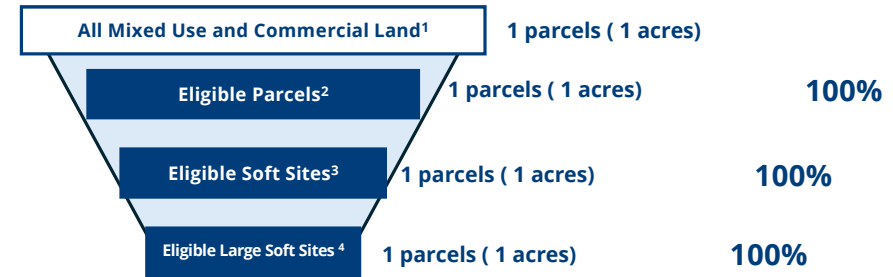 All Mixed Use and Commercial Land¹ 1 parcels ( 1 acres)
Eligible Parcels² 1 parcels ( 1 acres) 100%
Eligible Soft Sites³ 1 parcels ( 1 acres) 100%
Eligible Large Soft Sites ⁴ 1 parcels ( 1 acres) 100%